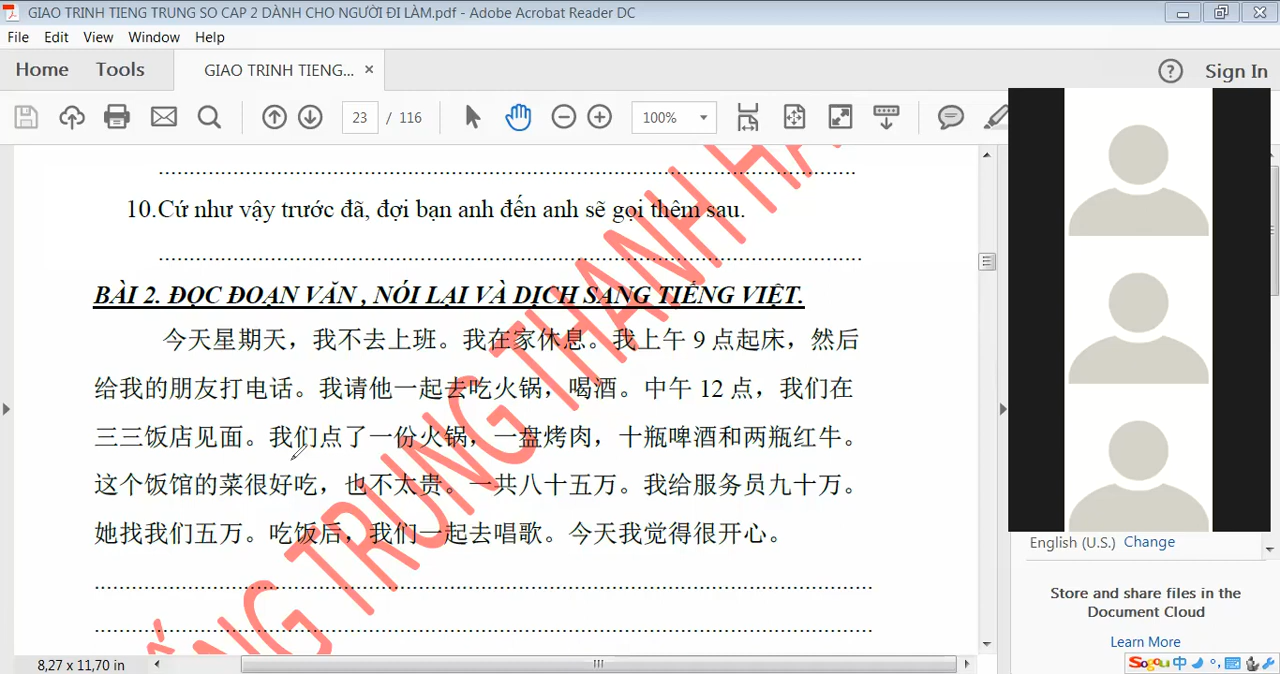 GIAO TRINH TIENG TRUNG SO CAP 2 DÀNH CHO NGƯỜI ĐI LÀM.pdf - Adobe Acrobat Reader DC
File Edit View Window Help
Home Tools GIAO TRINH TIENG... × ? Sign In
23 / 116 100%
10.Cứ như vậy trước đã, đợi bạn anh đến anh sẽ gọi thêm sau.
BÀI 2. ĐỌC ĐOẠN VĂN , NÓI LẠI VÀ DỊCH SANG TIẾNG VIỆT.
今天星期天，我不去上班。我在家休息。我上午 9 点起床，然后
给我的朋友打电话。我请他一起去吃火锅，喝酒。中午 12 点，我们在
三三饭店见面。我们点了一份火锅，一盘烤肉，十瓶啤酒和两瓶红牛。
这个饭馆的菜很好吃，也不太贵。一共八十五万。我给服务员九十万。
她找我们五万。吃饭后，我们一起去唱歌。今天我觉得很开心。
TRUNG THANH
English (U.S.) Change
Store and share files in the
Document Cloud
Learn More
8,27 x 11,70 in
Sogou 中